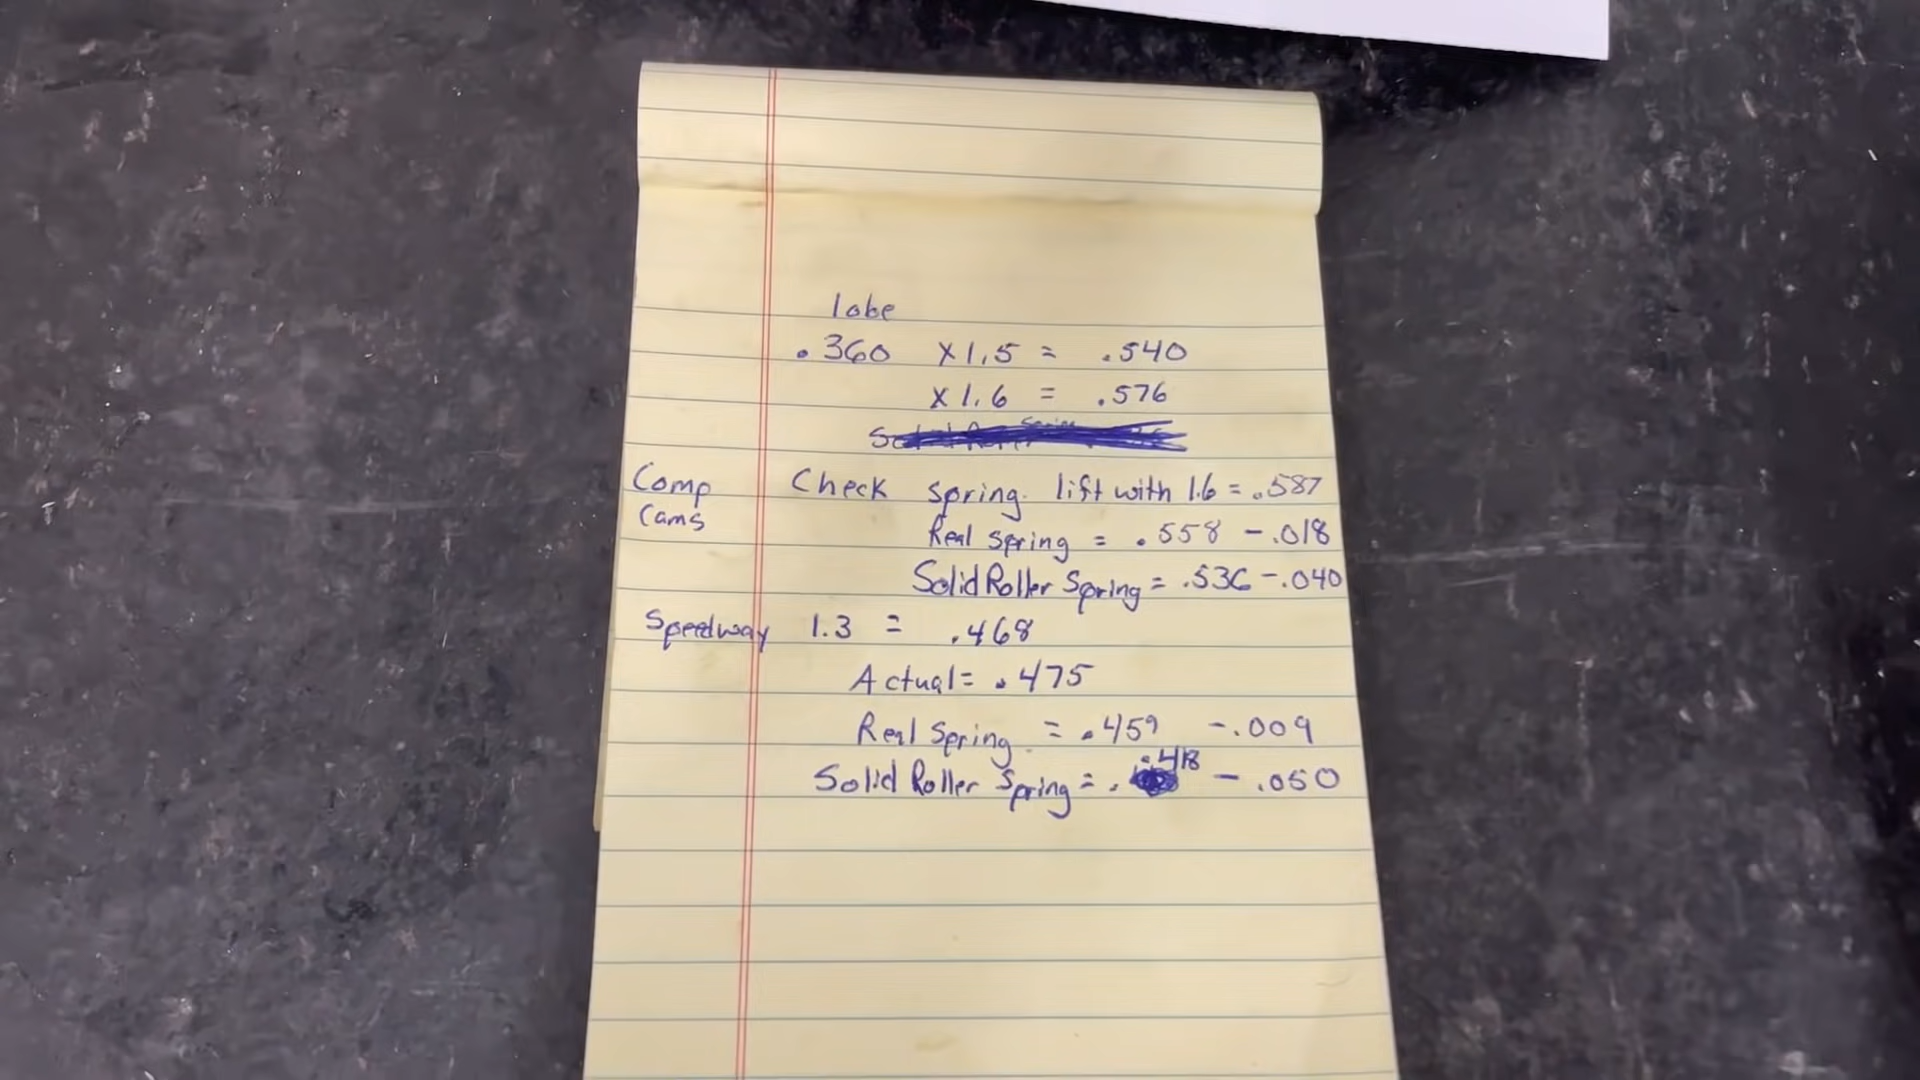 lobe
.360 x1.5 = .540
x1.6 = .576
Comp Cams Check spring lift with 1.6 = .587
Real Spring = .558 -.018
Solid Roller Spring = .536 -.040
Speedway 1.3 = .468
Actual = .475
Real Spring = .459 -.009
Solid Roller Spring = .418 - .050